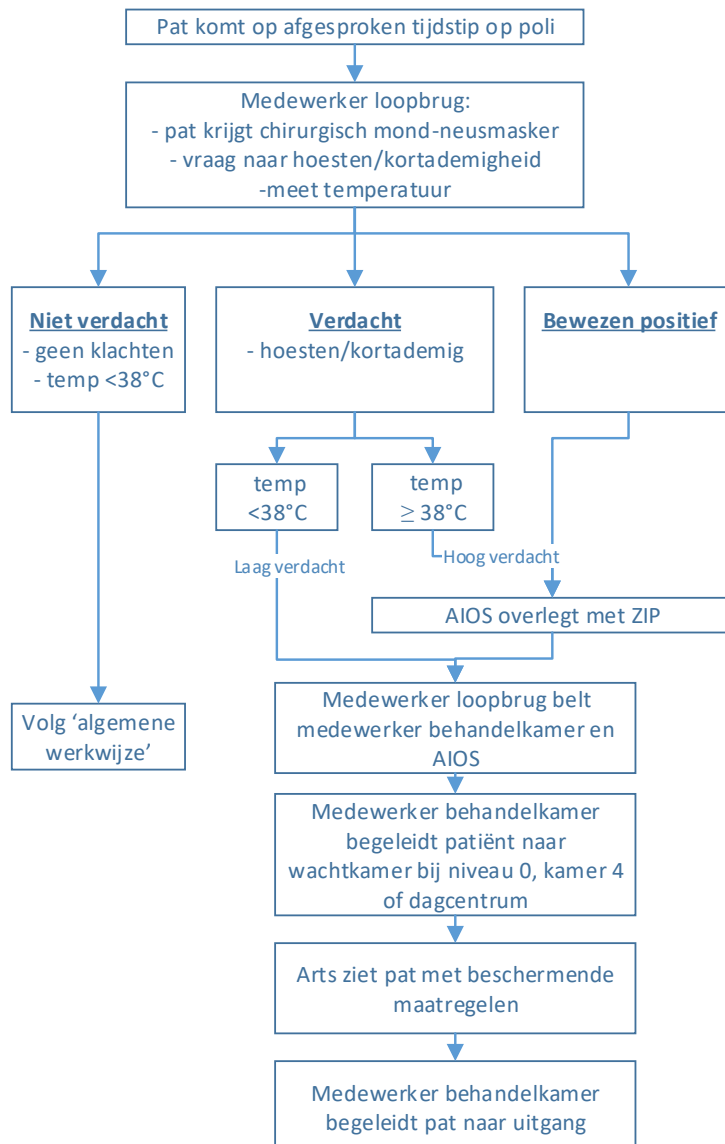 Pat komt op afgesproken tijdstip op poli
Medewerker loopbrug:
- pat krijgt chirurgisch mond-neusmasker
- vraag naar hoesten/kortademigheid
-meet temperatuur
Niet verdacht
- geen klachten
- temp <38°C
Verdacht
- hoesten/kortademig
Bewezen positief
temp
<38°C
temp
≥ 38°C
Laag verdacht
Hoog verdacht
AIOS overlegt met ZIP
Volg ‘algemene
werkwijze’
Medewerker loopbrug belt
medewerker behandelkamer en
AIOS
Medewerker behandelkamer
begeleidt patiënt naar
wachtkamer bij niveau 0, kamer 4
of dagcentrum
Arts ziet pat met beschermende
maatregelen
Medewerker behandelkamer
begeleidt pat naar uitgang